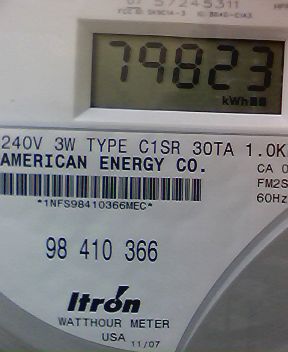 57245311
79823
kWh
240V 3W TYPE C1SR 30TA 1.0K
AMERICAN ENERGY CO.
CA 0
FM2S
60Hz
*1NFS98410366MEC*
98 410 366
Itron
WATTHOUR METER
USA 11/07